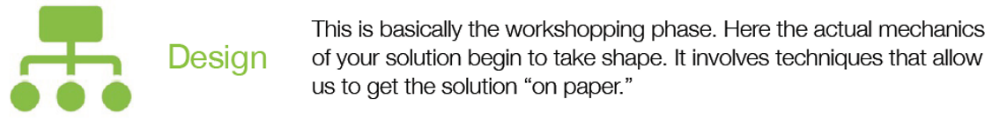 Design
This is basically the workshopping phase. Here the actual mechanics
of your solution begin to take shape. It involves techniques that allow
us to get the solution “on paper.”